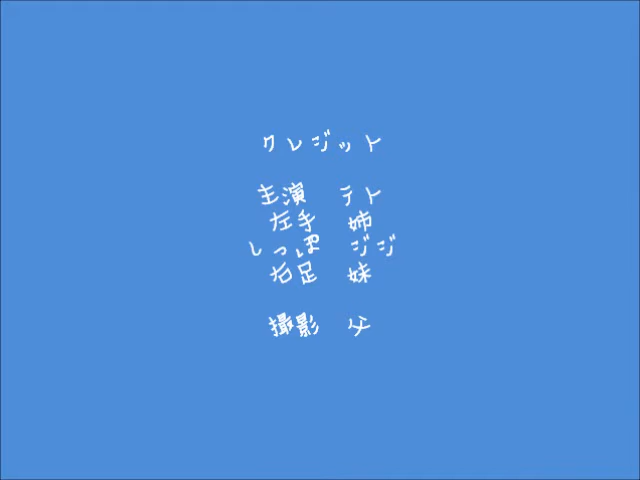 クレジット
主演　テト
左手　姉
しっぽ　ジジ
右足　妹
撮影　父